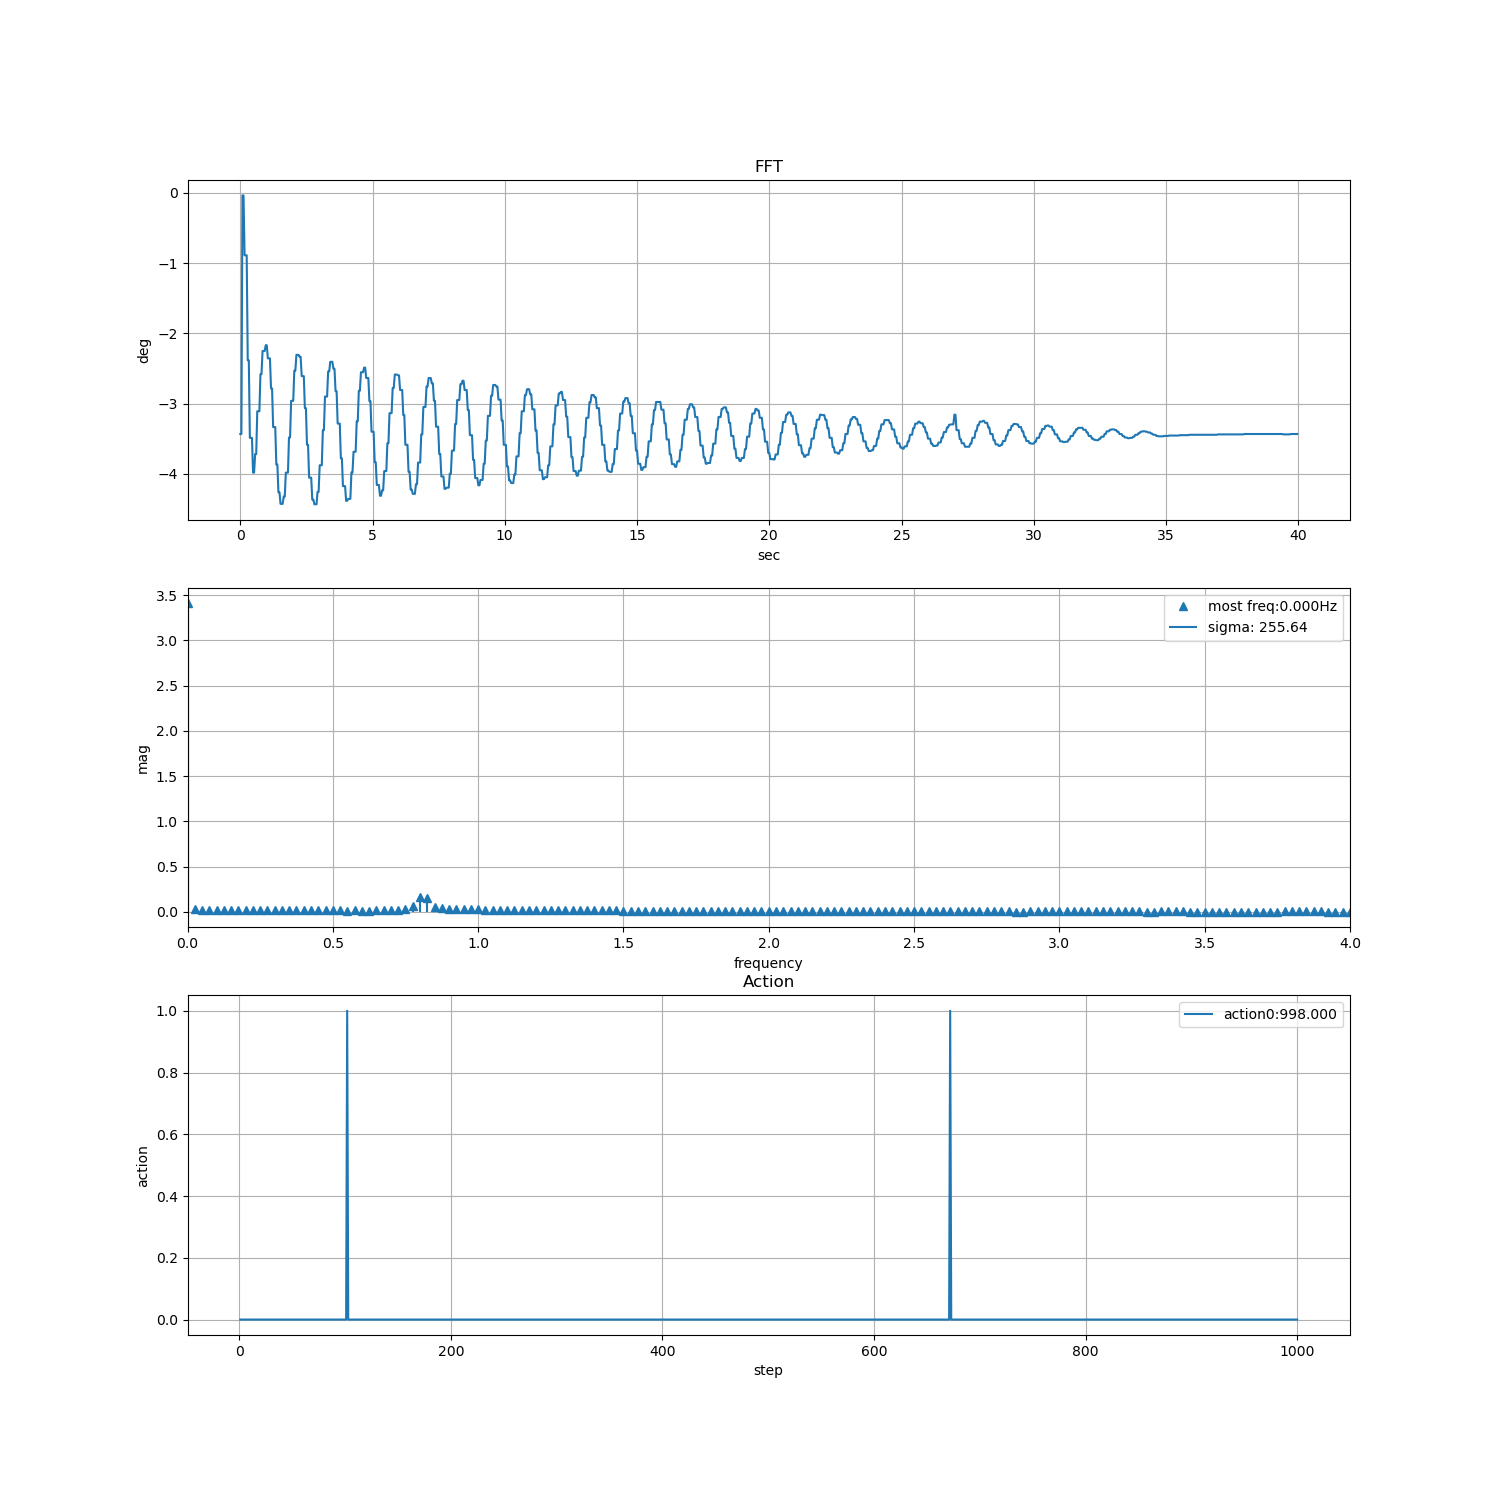 FFT
0
−1
−2
−3
−4
deg
0 5 10 15 20 25 30 35 40
sec
3.5
3.0
2.5
2.0
1.5
1.0
0.5
0.0
mag
most freq:0.000Hz
sigma: 255.64
0.0 0.5 1.0 1.5 2.0 2.5 3.0 3.5 4.0
frequency
Action
1.0
0.8
0.6
0.4
0.2
0.0
action
action0:998.000
0 200 400 600 800 1000
step